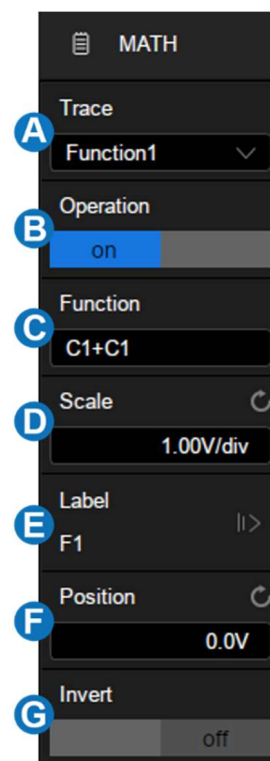 MATH
Trace
A
Function1
Operation
B
on
Function
C
C1+C1
Scale
D
1.00V/div
Label
E
F1
Position
F
0.0V
Invert
G
off